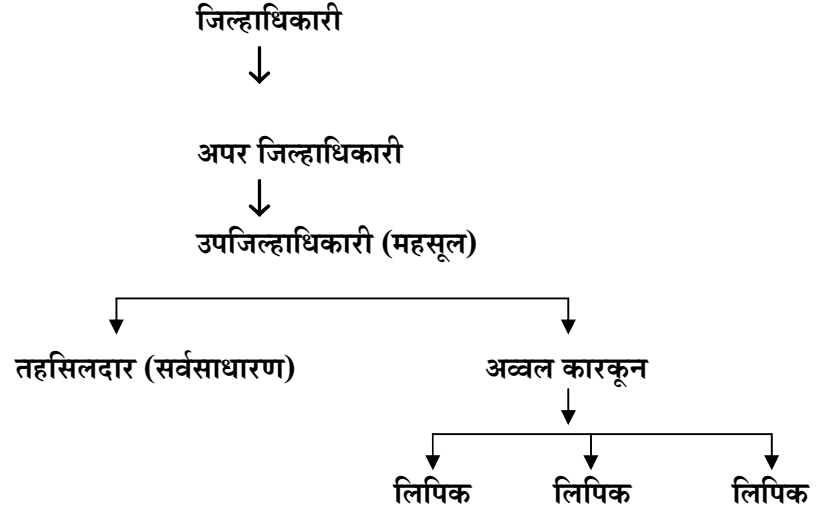 जिल्हाधिकारी
अपर जिल्हाधिकारी
उपजिल्हाधिकारी (महसूल)
तहसिलदार (सर्वसाधारण) अव्वल कारकून
लिपिक लिपिक लिपिक